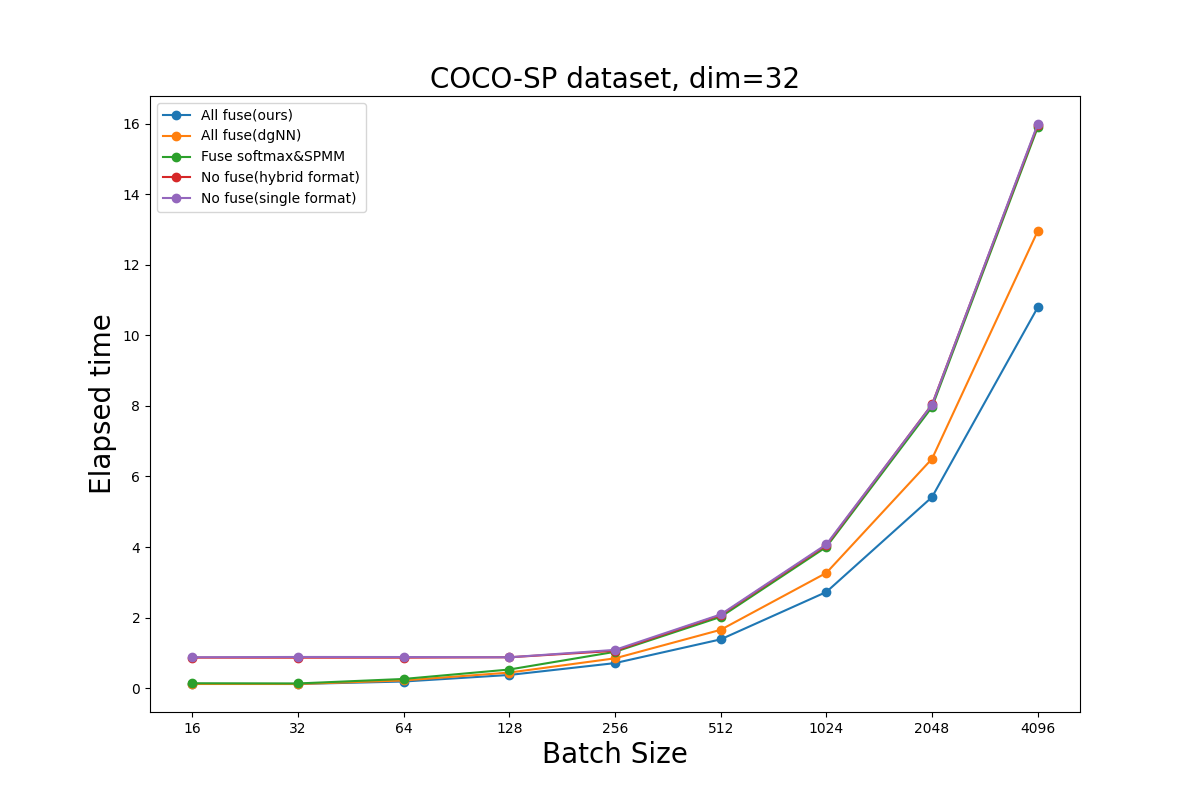 COCO-SP dataset, dim=32
All fuse(ours)
All fuse(dgNN)
Fuse softmax&SPMM
No fuse(hybrid format)
No fuse(single format)
Elapsed time
16
14
12
10
8
6
4
2
0
16 32 64 128 256 512 1024 2048 4096
Batch Size